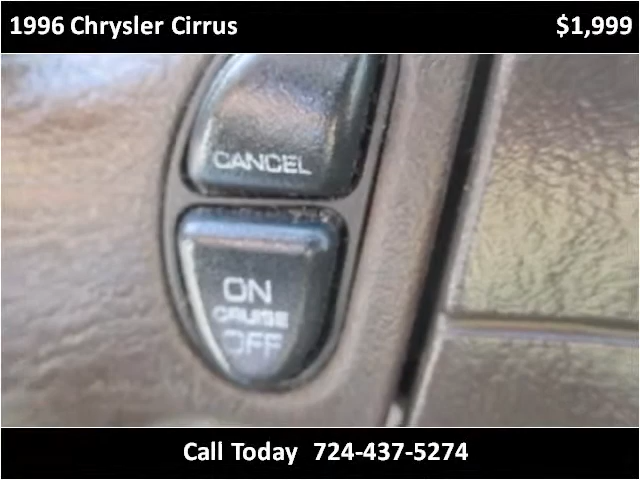 1996 Chrysler Cirrus $1,999
CANCEL
ON
CRUISE
OFF
Call Today 724-437-5274